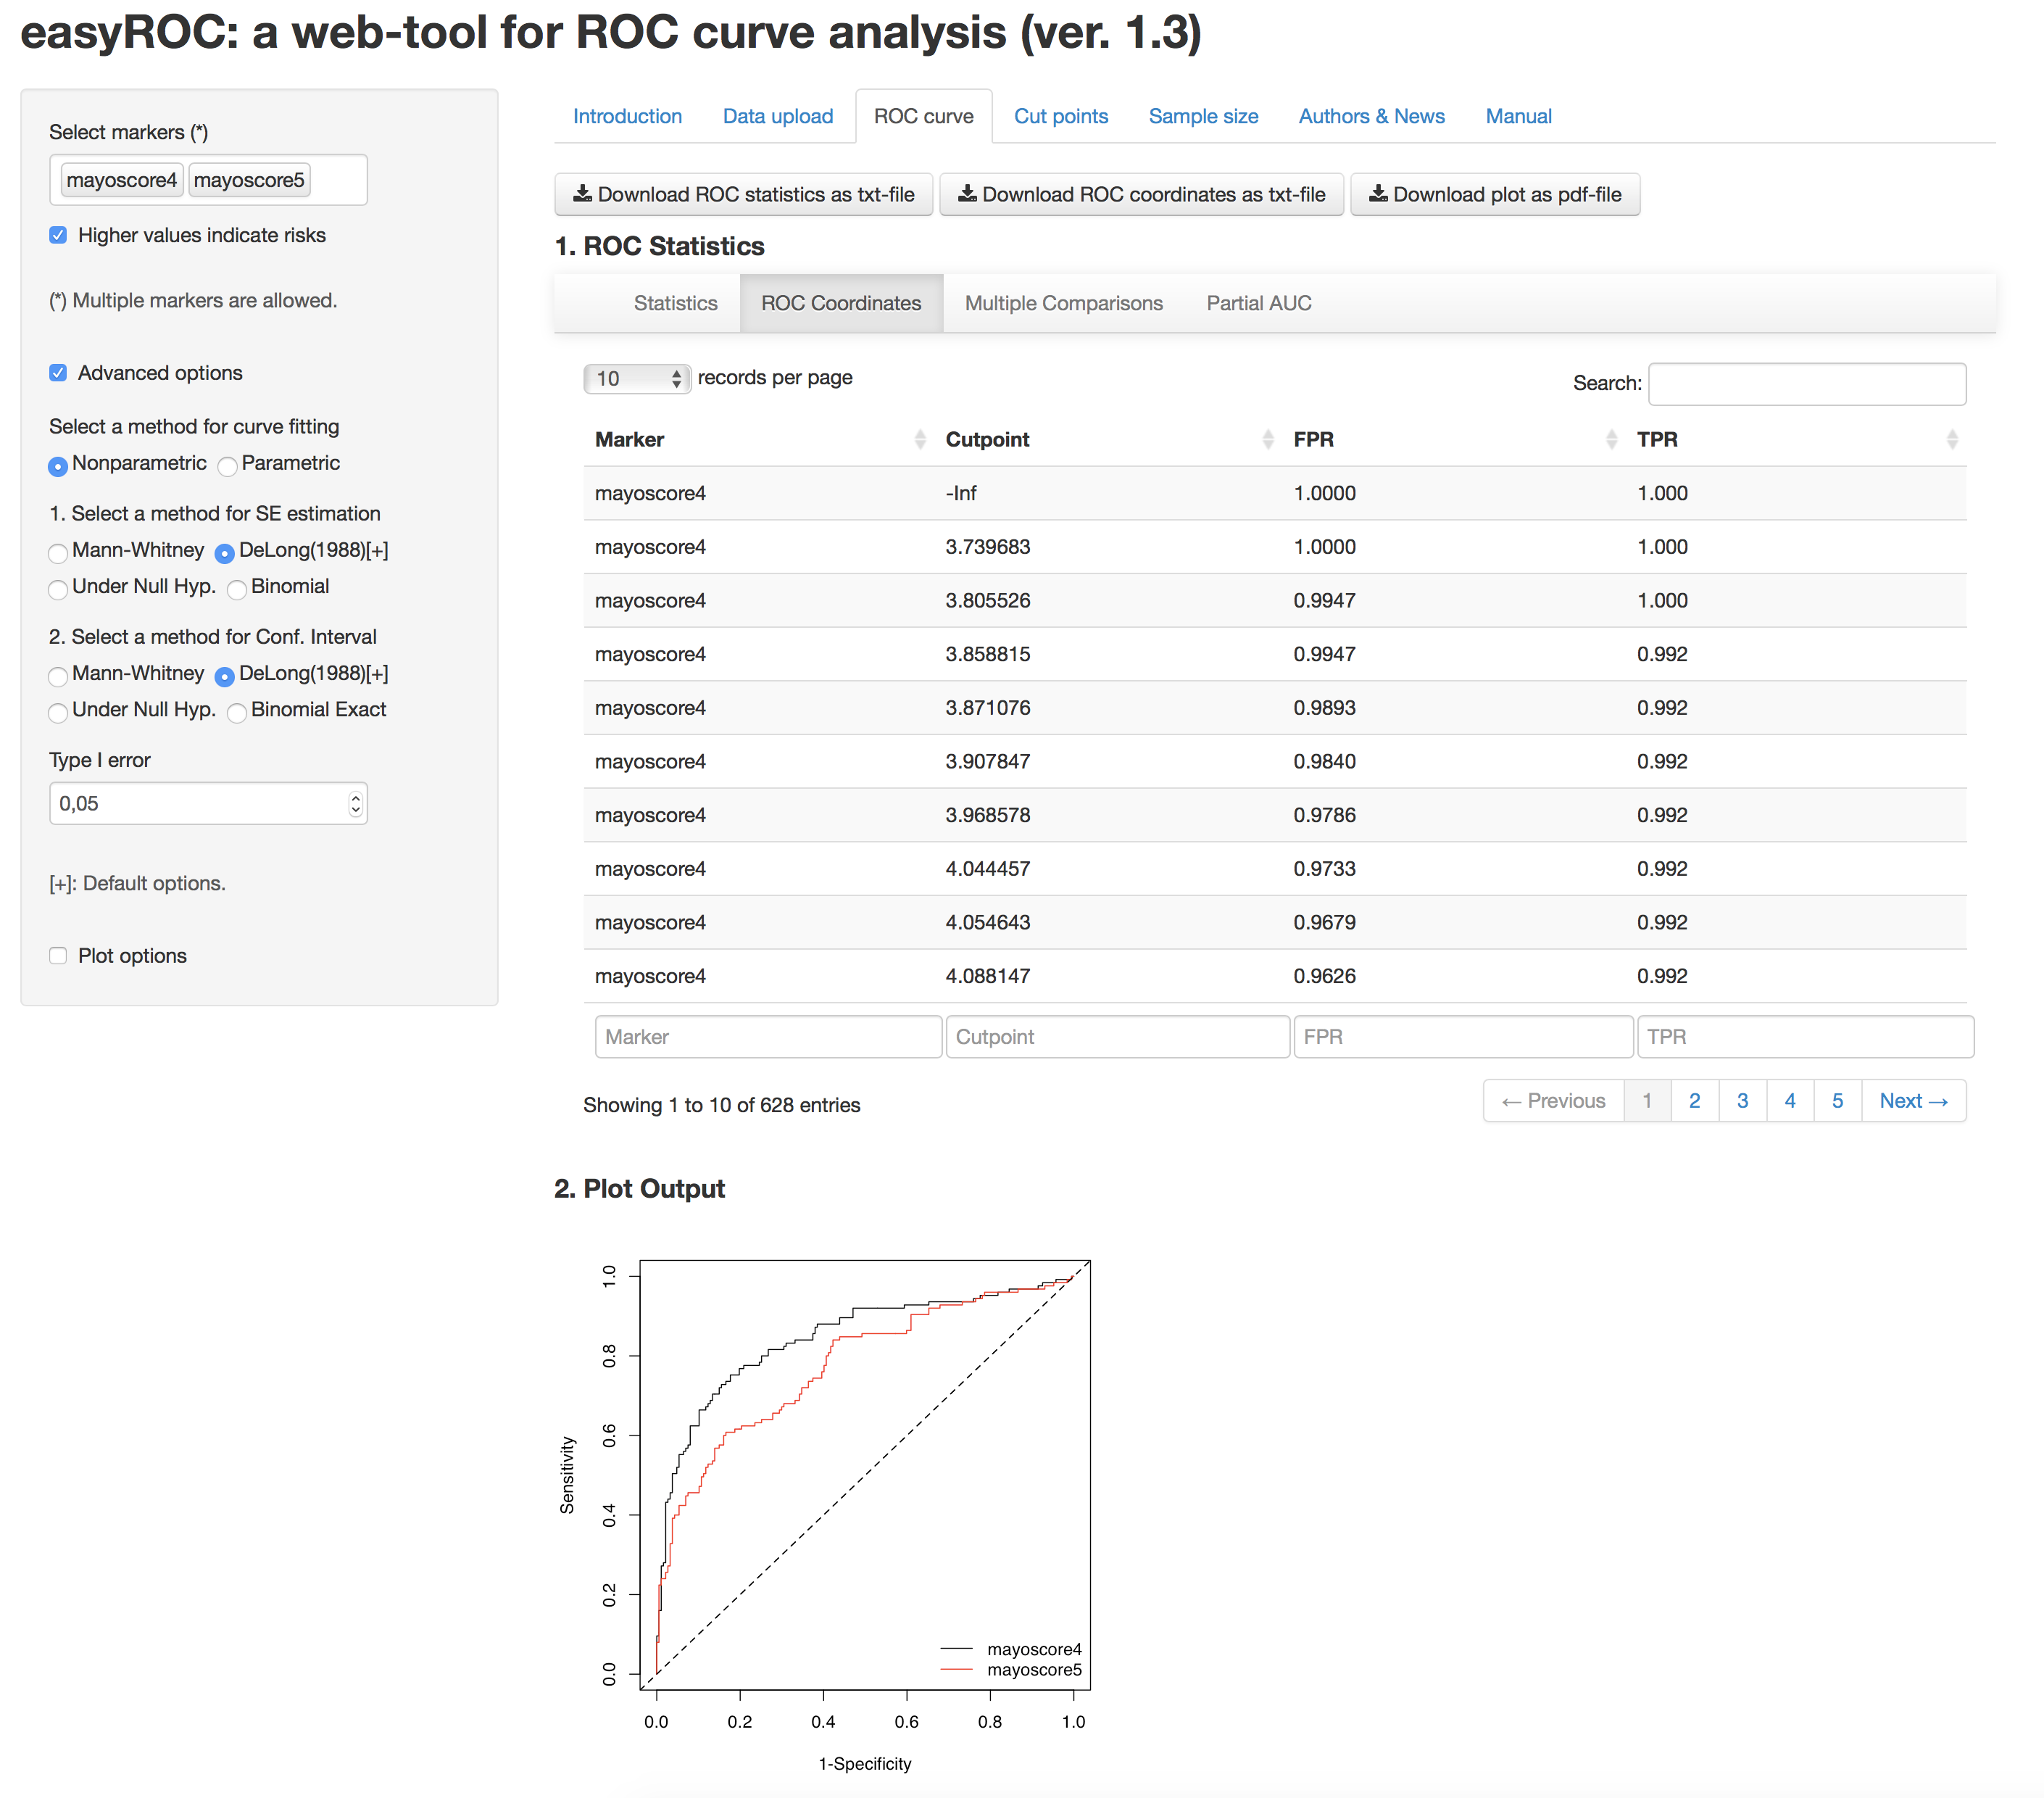 easyROC: a web-tool for ROC curve analysis (ver. 1.3)
Select markers (*)
mayoscore4 mayoscore5
Higher values indicate risks
(*) Multiple markers are allowed.
Advanced options
Select a method for curve fitting
Nonparametric Parametric
1. Select a method for SE estimation
Mann-Whitney DeLong(1988)[+]
Under Null Hyp. Binomial
2. Select a method for Conf. Interval
Mann-Whitney DeLong(1988)[+]
Under Null Hyp. Binomial Exact
Type I error
0,05
[+]: Default options.
Plot options
Introduction Data upload ROC curve Cut points Sample size Authors & News Manual
Download ROC statistics as txt-file Download ROC coordinates as txt-file Download plot as pdf-file
1. ROC Statistics
Statistics ROC Coordinates Multiple Comparisons Partial AUC
10 records per page Search:
Marker Cutpoint FPR TPR
mayoscore4 -Inf 1.0000 1.000
mayoscore4 3.739683 1.0000 1.000
mayoscore4 3.805526 0.9947 1.000
mayoscore4 3.858815 0.9947 0.992
mayoscore4 3.871076 0.9893 0.992
mayoscore4 3.907847 0.9840 0.992
mayoscore4 3.968578 0.9786 0.992
mayoscore4 4.044457 0.9733 0.992
mayoscore4 4.054643 0.9679 0.992
mayoscore4 4.088147 0.9626 0.992
Marker Cutpoint FPR TPR
Showing 1 to 10 of 628 entries ← Previous 1 2 3 4 5 Next →
2. Plot Output
1.0
0.8
0.6
0.4
0.2
0.0
Sensitivity
mayoscore4
mayoscore5
0.0 0.2 0.4 0.6 0.8 1.0
1-Specificity